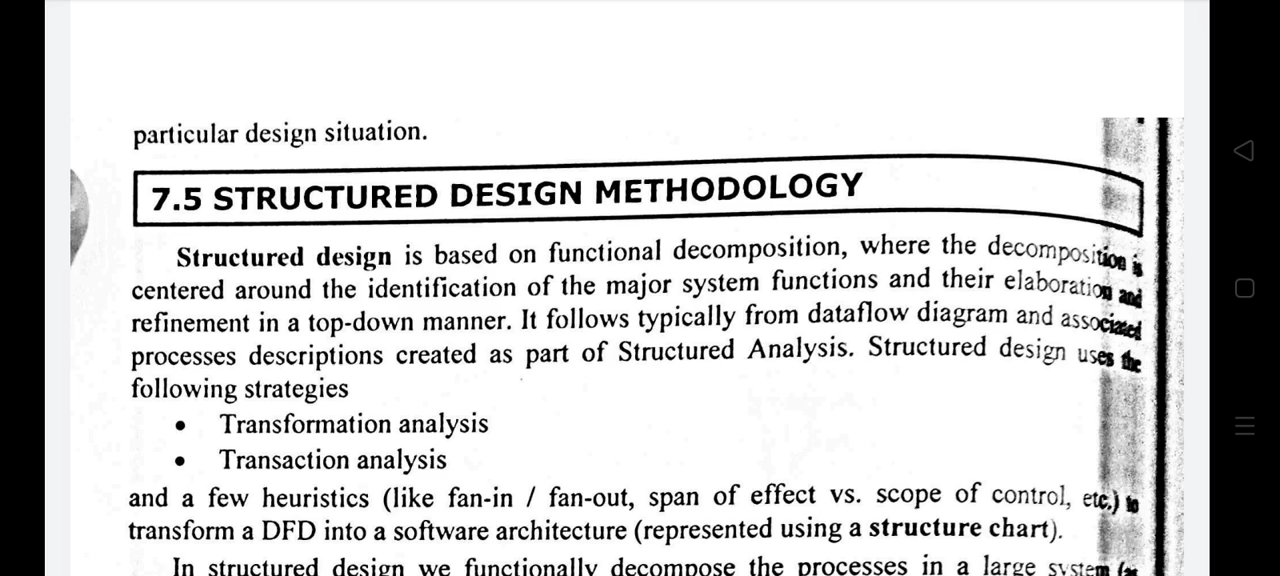 particular design situation.
7.5 STRUCTURED DESIGN METHODOLOGY
Structured design is based on functional decomposition, where the decomposition is
centered around the identification of the major system functions and their elaboration and
refinement in a top-down manner. It follows typically from dataflow diagram and associated
processes descriptions created as part of Structured Analysis. Structured design uses the
following strategies
• Transformation analysis
• Transaction analysis
and a few heuristics (like fan-in / fan-out, span of effect vs. scope of control, etc.) to
transform a DFD into a software architecture (represented using a structure chart).
In structured design we functionally decompose the processes in a large system